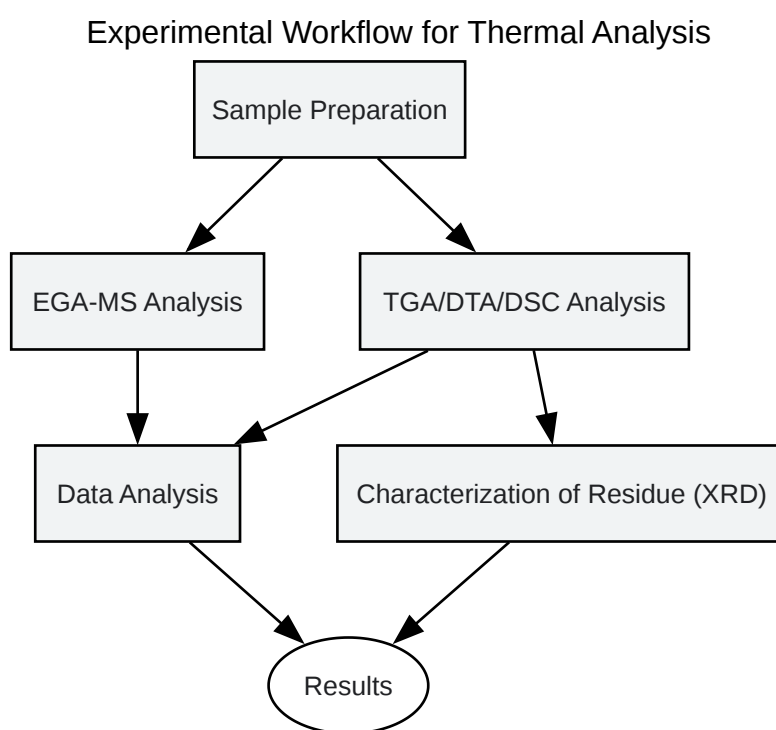 Experimental Workflow for Thermal Analysis
Sample Preparation
EGA-MS Analysis
TGA/DTA/DSC Analysis
Data Analysis
Characterization of Residue (XRD)
Results